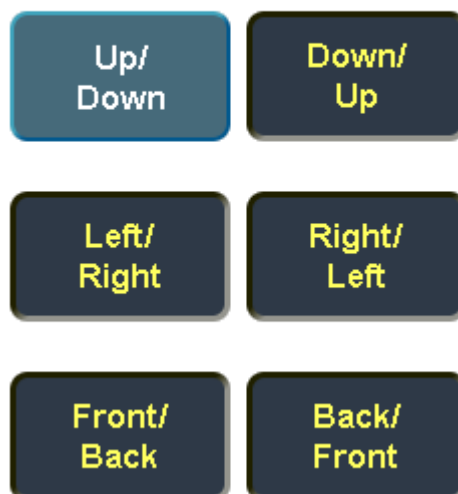 Up/
Down
Down/
Up
Left/
Right
Right/
Left
Front/
Back
Back/
Front